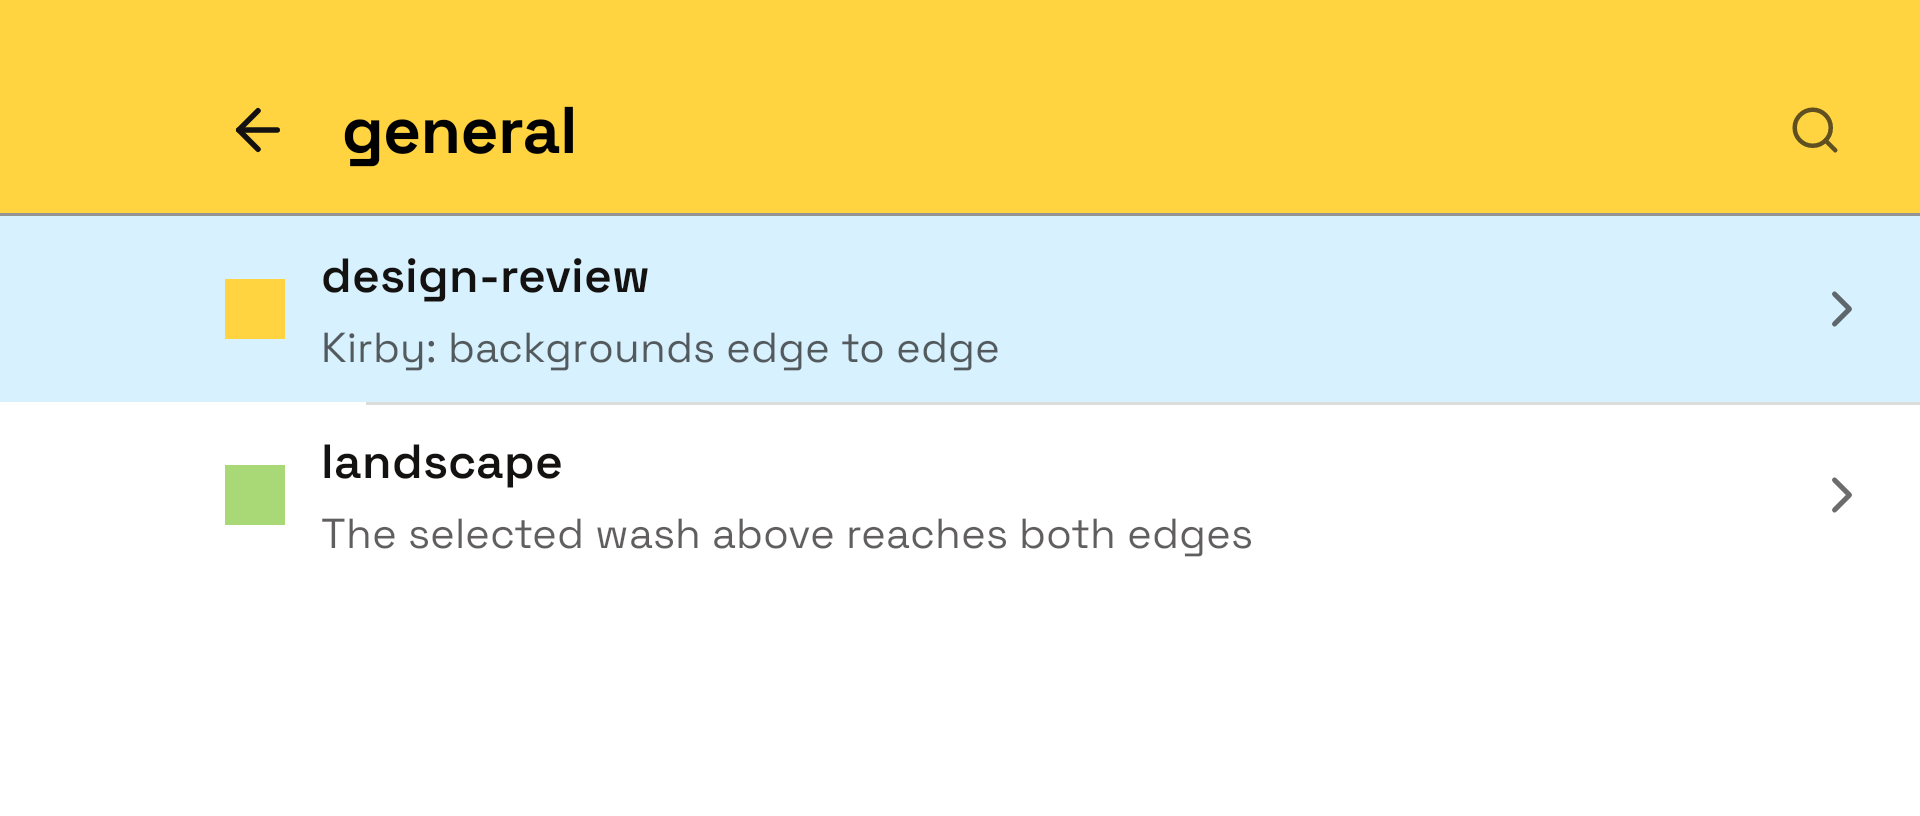 general
design-review
Kirby: backgrounds edge to edge
landscape
The selected wash above reaches both edges